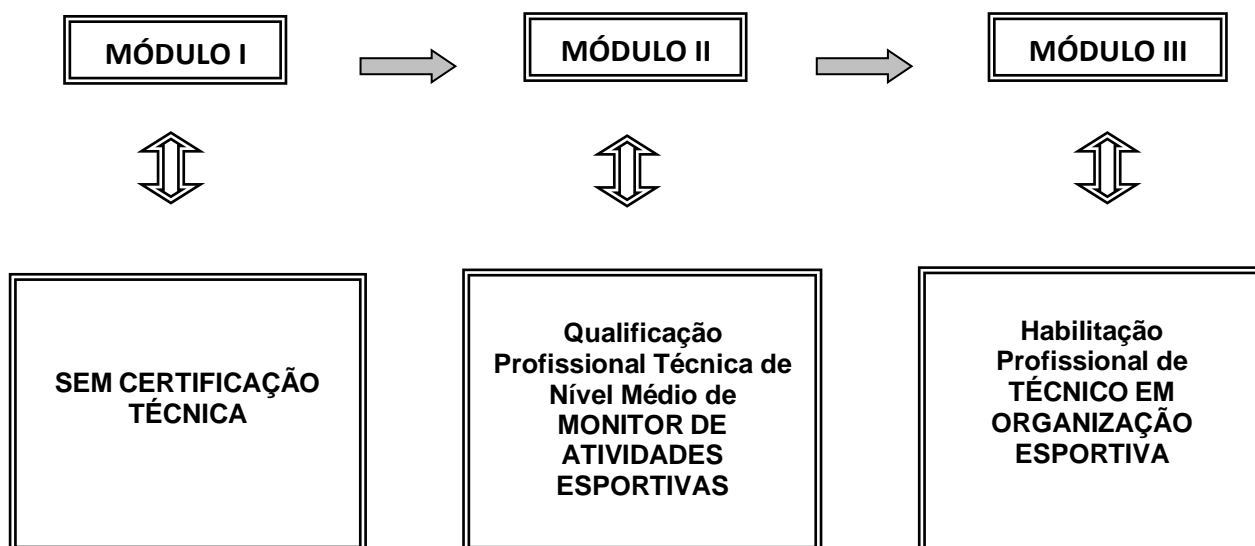 MÓDULO I
MÓDULO II
MÓDULO III
SEM CERTIFICAÇÃO
TÉCNICA
Qualificação
Profissional Técnica de
Nível Médio de
MONITOR DE
ATIVIDADES
ESPORTIVAS
Habilitação
Profissional de
TÉCNICO EM
ORGANIZAÇÃO
ESPORTIVA